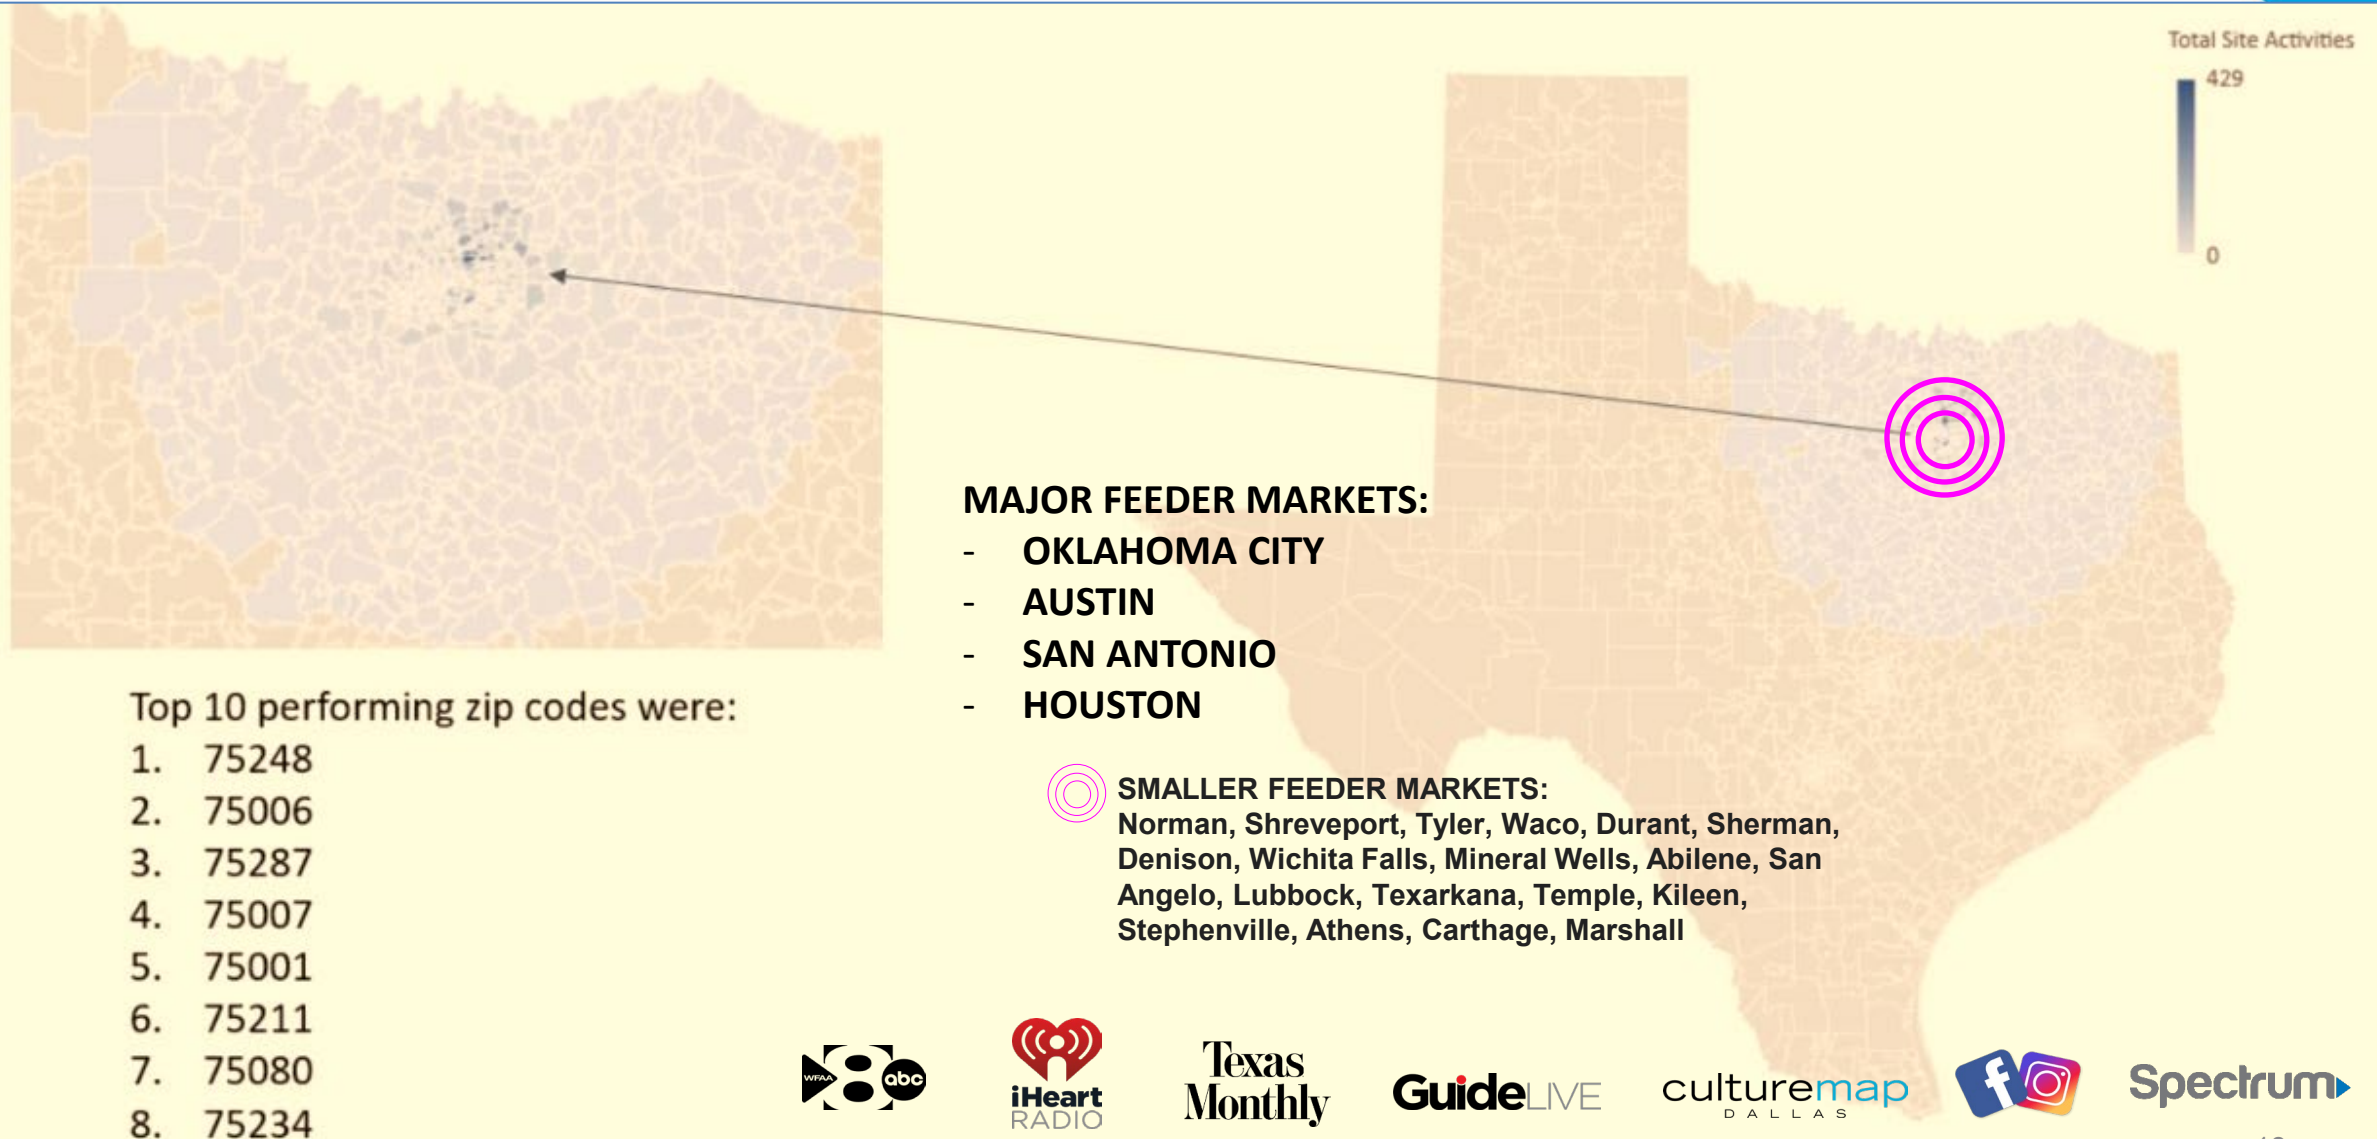 Total Site Activities
429
0
MAJOR FEEDER MARKETS:
- OKLAHOMA CITY
- AUSTIN
- SAN ANTONIO
- HOUSTON
SMALLER FEEDER MARKETS:
Norman, Shreveport, Tyler, Waco, Durant, Sherman,
Denison, Wichita Falls, Mineral Wells, Abilene, San
Angelo, Lubbock, Texarkana, Temple, Kileen,
Stephenville, Athens, Carthage, Marshall
Top 10 performing zip codes were:
1. 75248
2. 75006
3. 75287
4. 75007
5. 75001
6. 75211
7. 75080
8. 75234
WFAA 8 abc
iHeart
RADIO
Texas
Monthly
GuideLIVE
culturemap
DALLAS
Spectrum